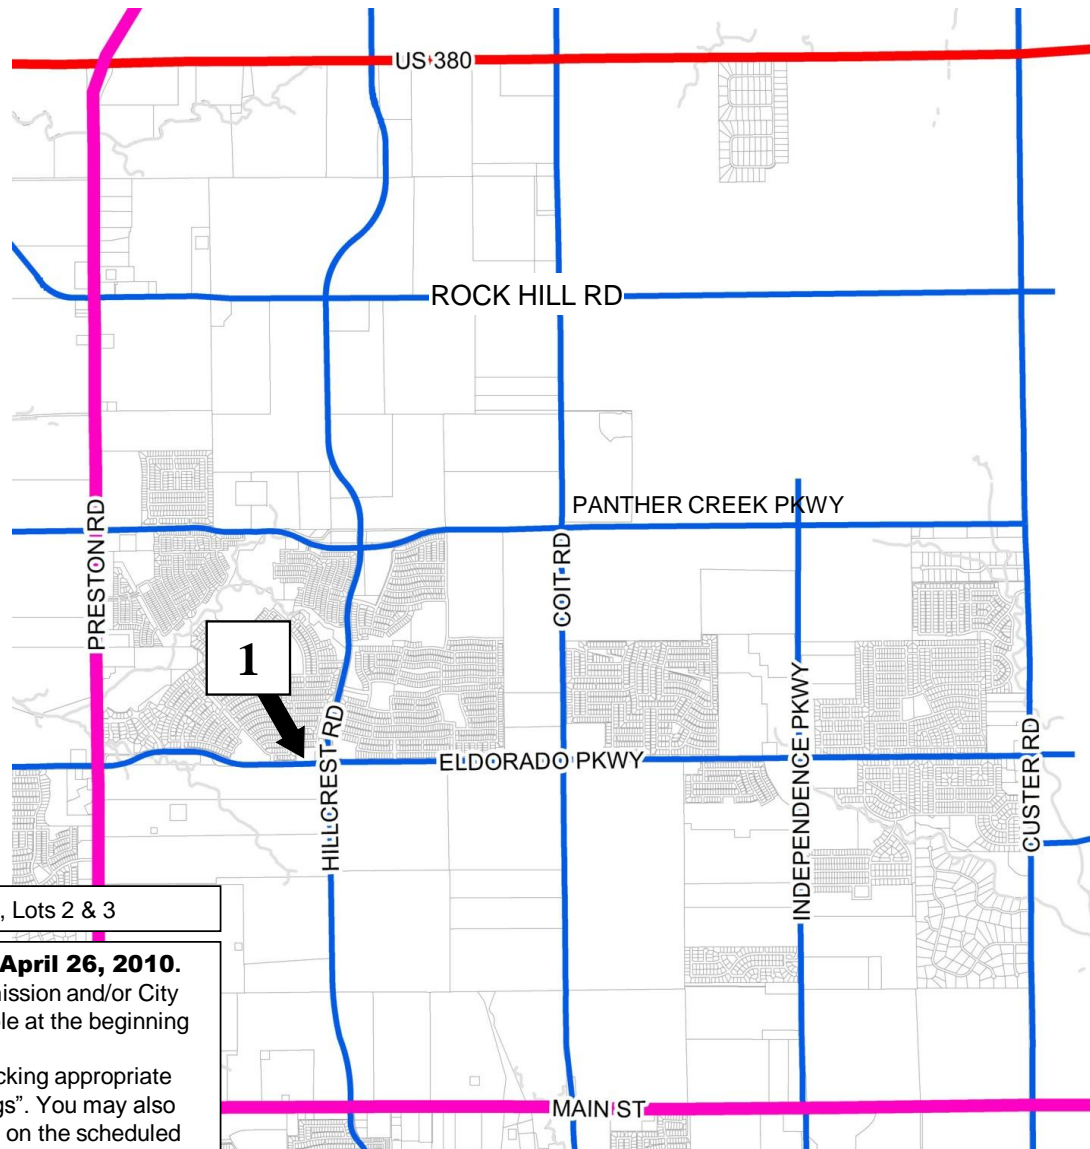 US 380
ROCK HILL RD
PANTHER CREEK PKWY
PRESTON RD
COIT RD
1
HILLCREST RD
ELDORADO PKWY
INDEPENDENCE PKWY
CUSTER RD
, Lots 2 & 3
April 26, 2010.
ission and/or City
le at the beginning
cking appropriate
gs”. You may also
on the scheduled
MAIN ST